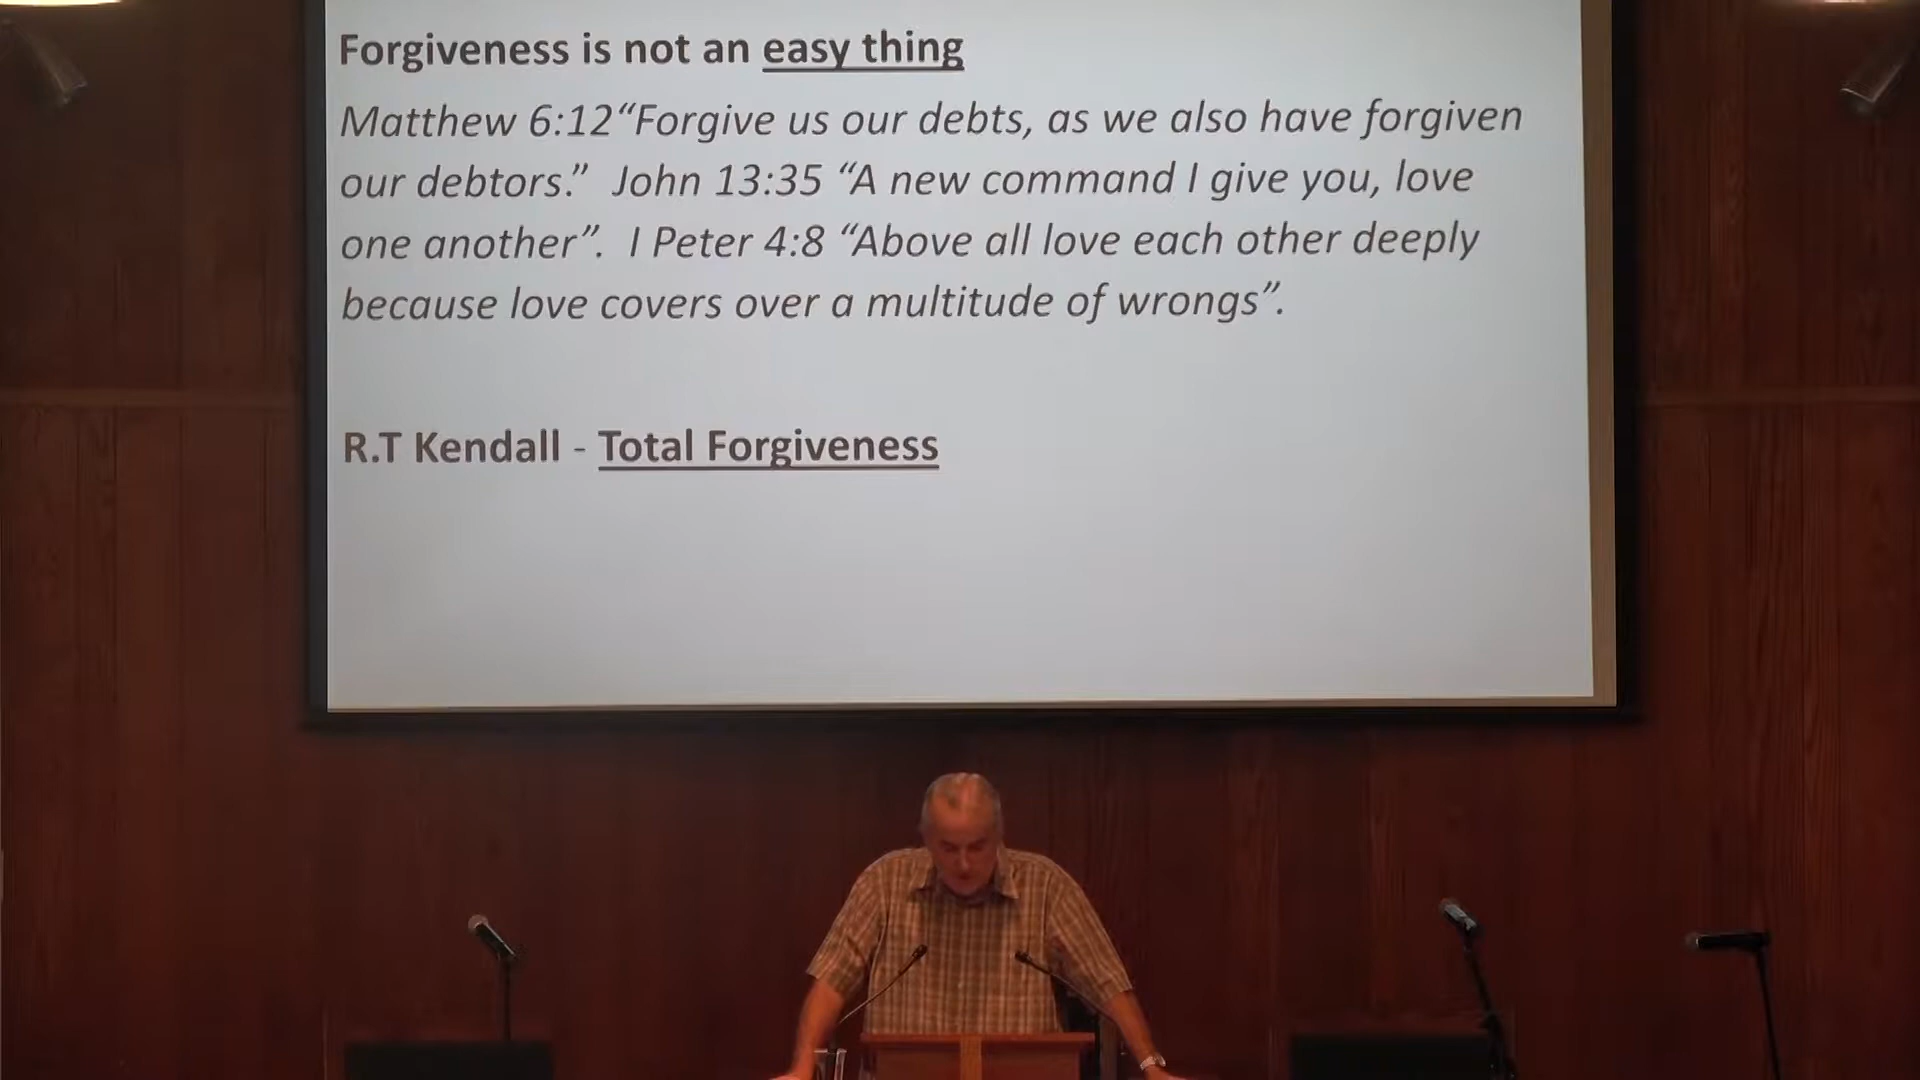 Forgiveness is not an easy thing
Matthew 6:12“Forgive us our debts, as we also have forgiven
our debtors.”  John 13:35 “A new command I give you, love
one another”.  I Peter 4:8 “Above all love each other deeply
because love covers over a multitude of wrongs”.
R.T Kendall - Total Forgiveness